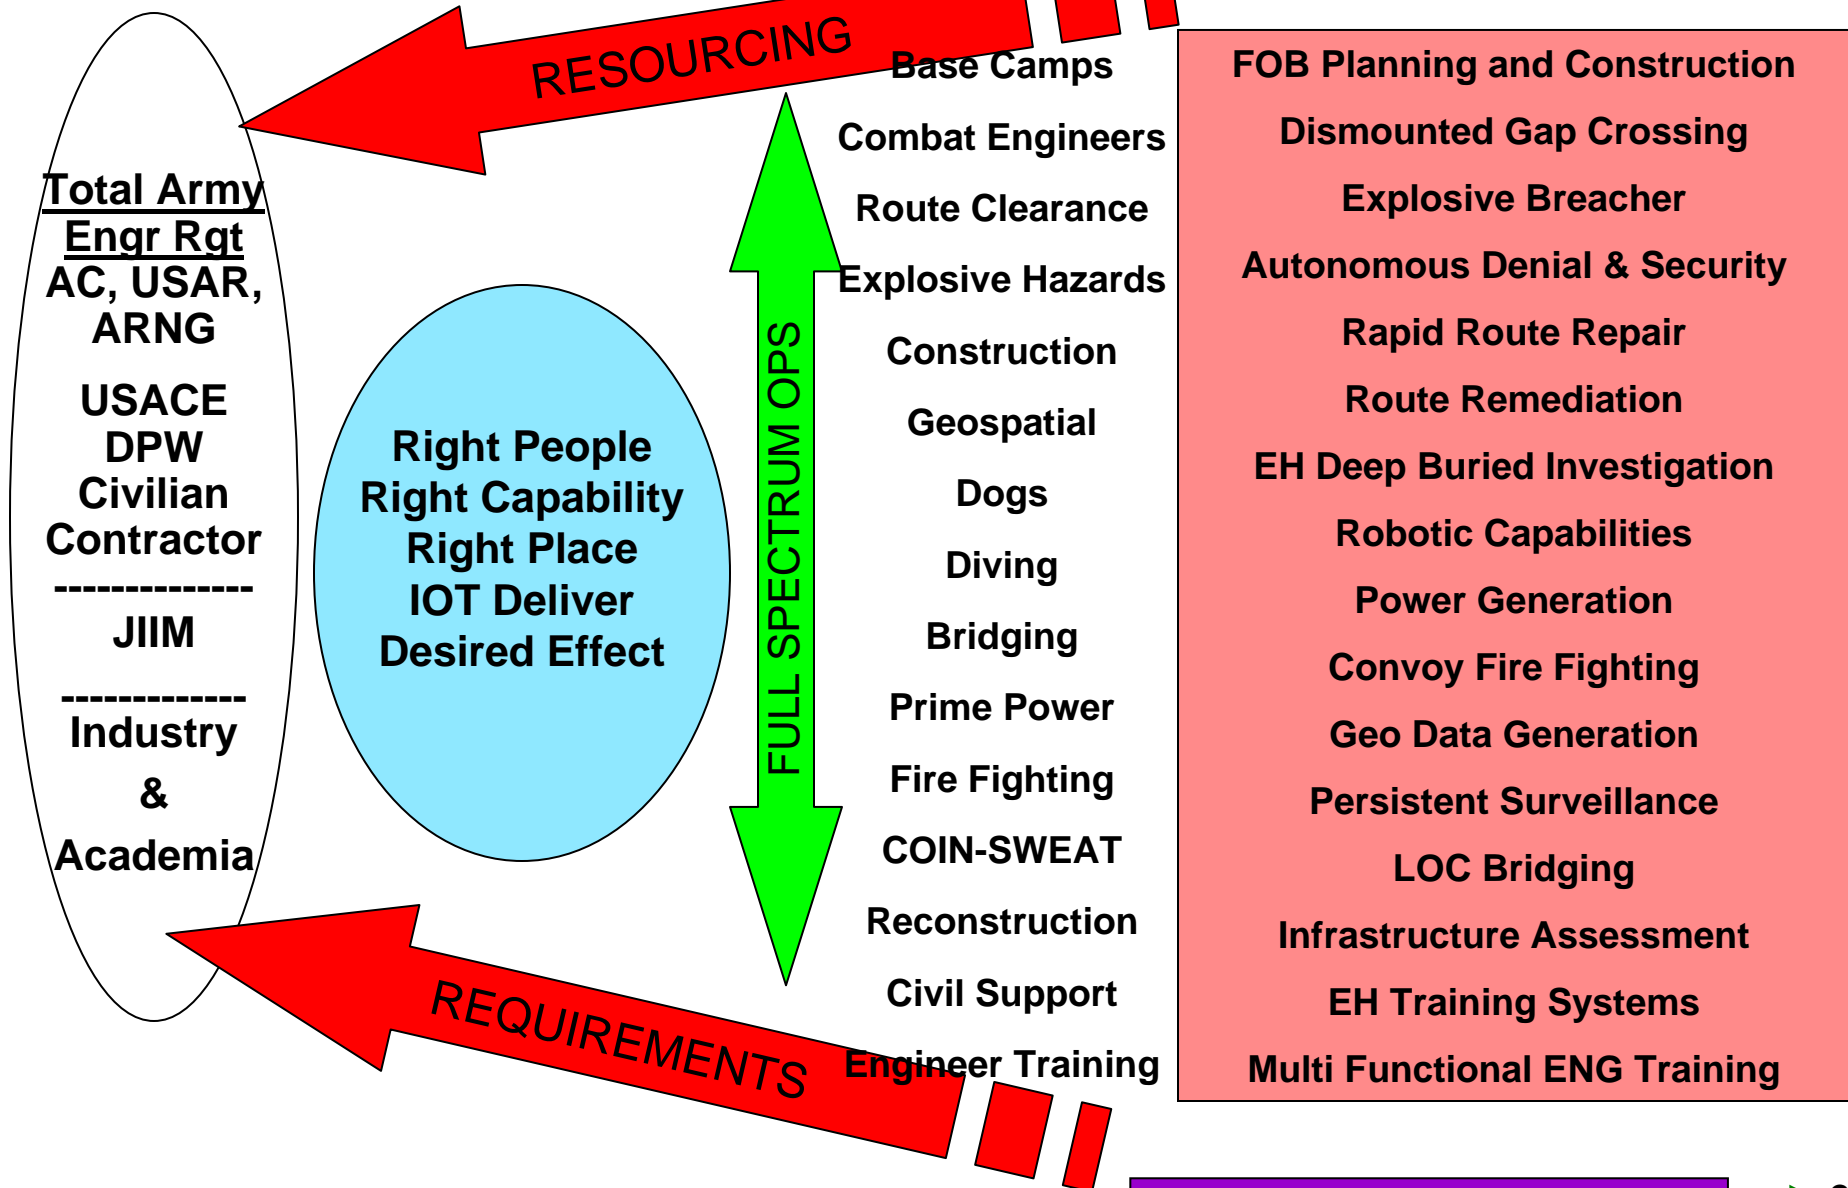 RESOURCING
Total Army
Engr Rgt
AC, USAR,
ARNG
USACE
DPW
Civilian
Contractor
--------------
JIIM
-------------
Industry
&
Academia
Right People
Right Capability
Right Place
IOT Deliver
Desired Effect
FULL SPECTRUM OPS
REQUIREMENTS
Base Camps
Combat Engineers
Route Clearance
Explosive Hazards
Construction
Geospatial
Dogs
Diving
Bridging
Prime Power
Fire Fighting
COIN-SWEAT
Reconstruction
Civil Support
Engineer Training
FOB Planning and Construction
Dismounted Gap Crossing
Explosive Breacher
Autonomous Denial & Security
Rapid Route Repair
Route Remediation
EH Deep Buried Investigation
Robotic Capabilities
Power Generation
Convoy Fire Fighting
Geo Data Generation
Persistent Surveillance
LOC Bridging
Infrastructure Assessment
EH Training Systems
Multi Functional ENG Training